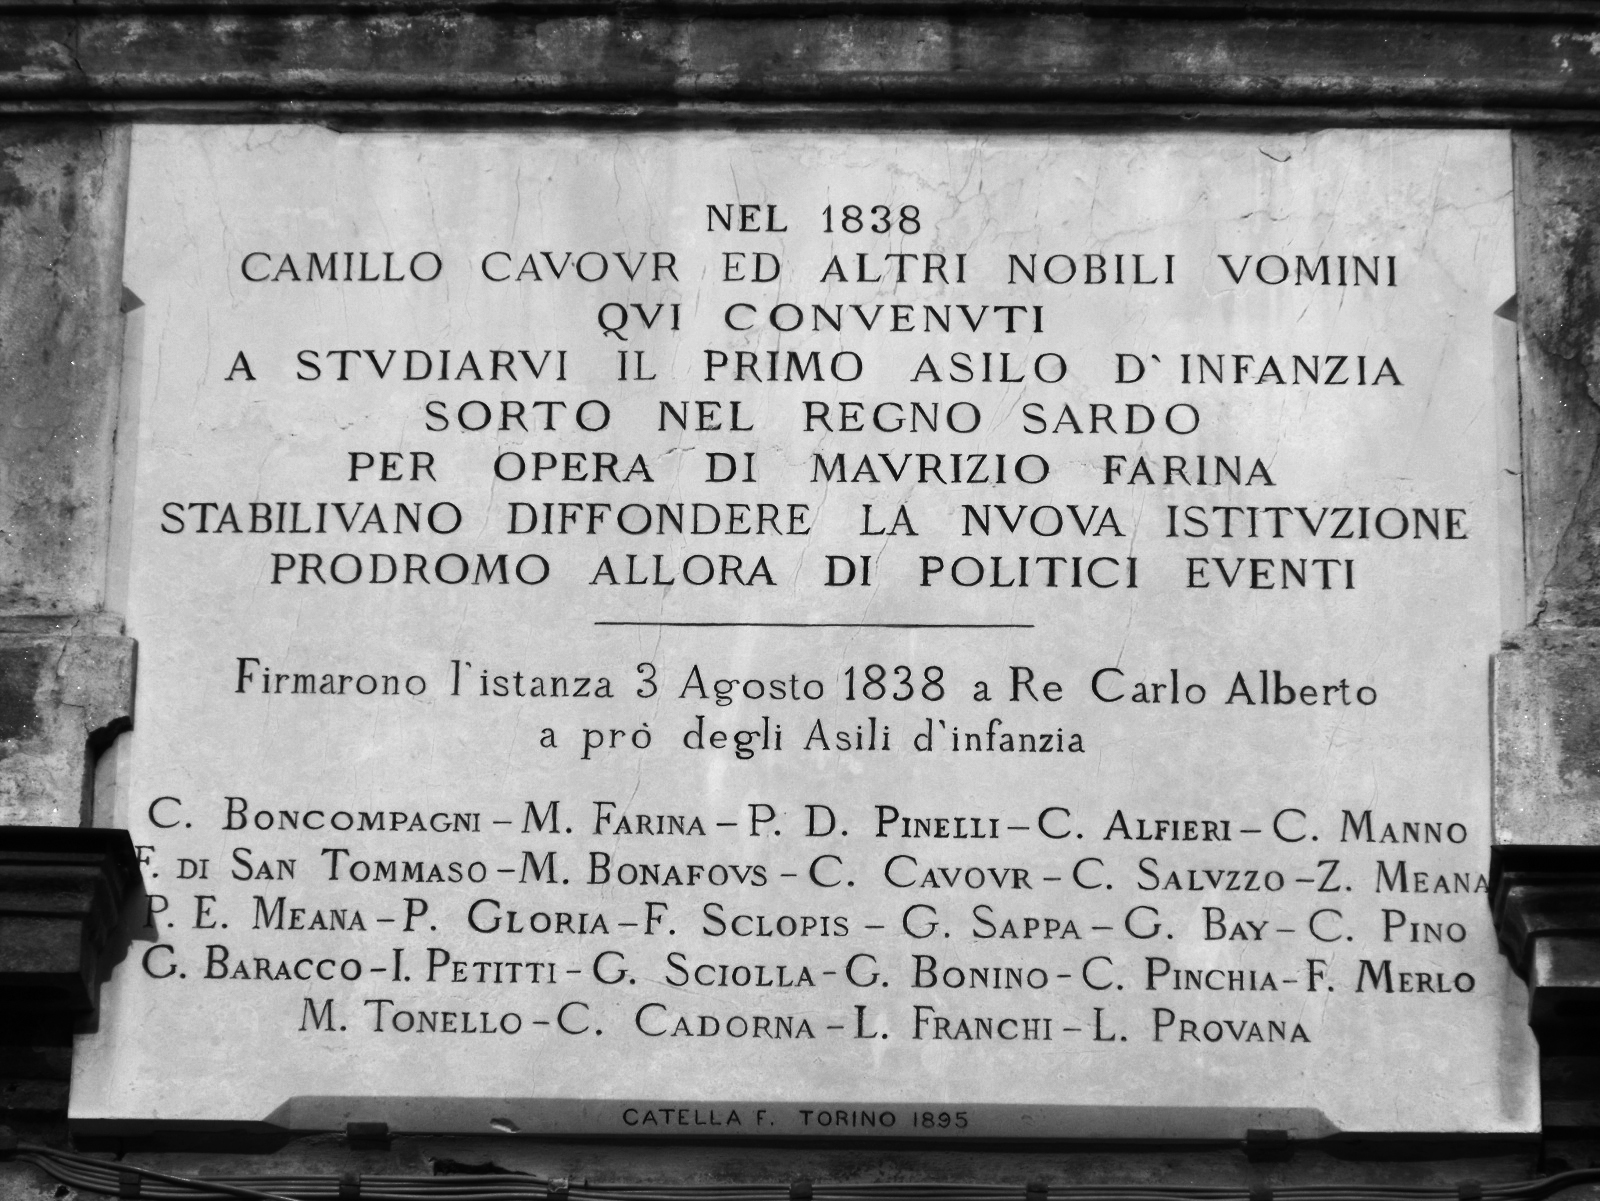 NEL 1838
CAMILLO CAVOVR ED ALTRI NOBILI VOMINI
QVI CONVENVTI
A STVDIARVI IL PRIMO ASILO D'INFANZIA
SORTO NEL REGNO SARDO
PER OPERA DI MAVRIZIO FARINA
STABILIVANO DIFFONDERE LA NVOVA ISTITVZIONE
PRODROMO ALLORA DI POLITICI EVENTI
Firmarono l'istanza 3 Agosto 1838 a Re Carlo Alberto
a prò degli Asili d'infanzia
C. BONCOMPAGNI - M. FARINA - P. D. PINELLI - C. ALFIERI - C. MANNO
F. DI SAN TOMMASO - M. BONAFOVS - C. CAVOVR - C. SALVZZO - Z. MEANA
P. E. MEANA - P. GLORIA - F. SCLOPIS - G. SAPPA - G. BAY - C. PINO
G. BARACCO - I. PETITTI - G. SCIOLLA - G. BONINO - C. PINCHIA - F. MERLO
M. TONELLO - C. CADORNA - L. FRANCHI - L. PROVANA
CATELLA F. TORINO 1895